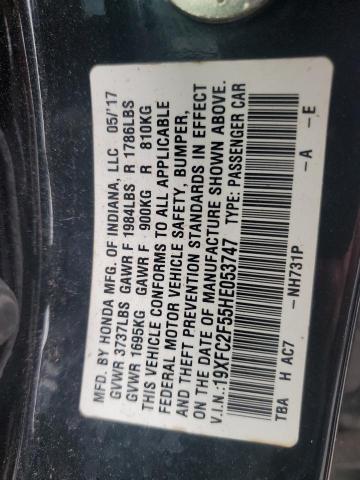 MFD. BY HONDA MFG. OF INDIANA, LLC 05/'17
GVWR 3737LBS GAWR F 1984LBS R 1786LBS
GVWR 1695KG GAWR F 900KG R 810KG
THIS VEHICLE CONFORMS TO ALL APPLICABLE
FEDERAL MOTOR VEHICLE SAFETY, BUMPER,
AND THEFT PREVENTION STANDARDS IN EFFECT
ON THE DATE OF MANUFACTURE SHOWN ABOVE.
V.I.N.:19XFC2F55HE053747 TYPE: PASSENGER CAR
-NH731P -A -E
TBA H AC7